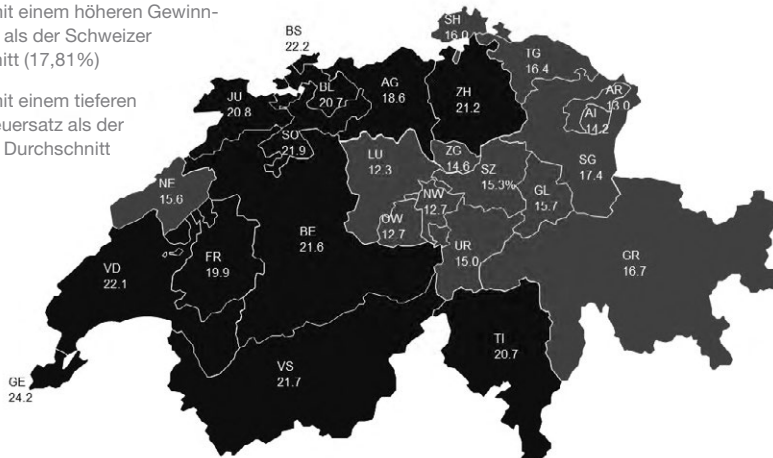 mit einem höheren Gewinn-
als der Schweizer
nitt (17,81%)
mit einem tieferen
euersatz als der
Durchschnitt
BS
22.2
SH
16.0
TG
16.4
AR
13.0
AI
14.2
JU
20.8
BL
20.7
AG
18.6
ZH
21.2
SO
21.9
LU
12.3
ZG
14.6
SZ
15.3%
SG
17.4
NE
15.6
NW
12.7
OW
12.7
GL
15.7
BE
21.6
FR
19.9
UR
15.0
GR
16.7
VD
22.1
TI
20.7
VS
21.7
GE
24.2